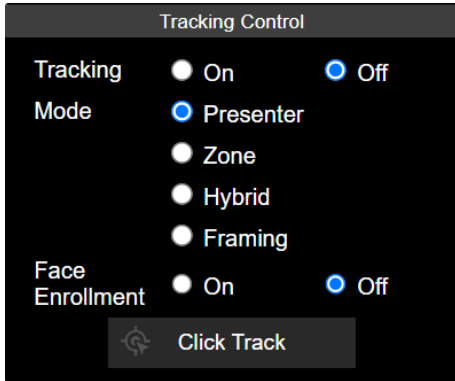 Tracking Control
Tracking On Off
Mode Presenter
Zone
Hybrid
Framing
Face
Enrollment On Off
Click Track